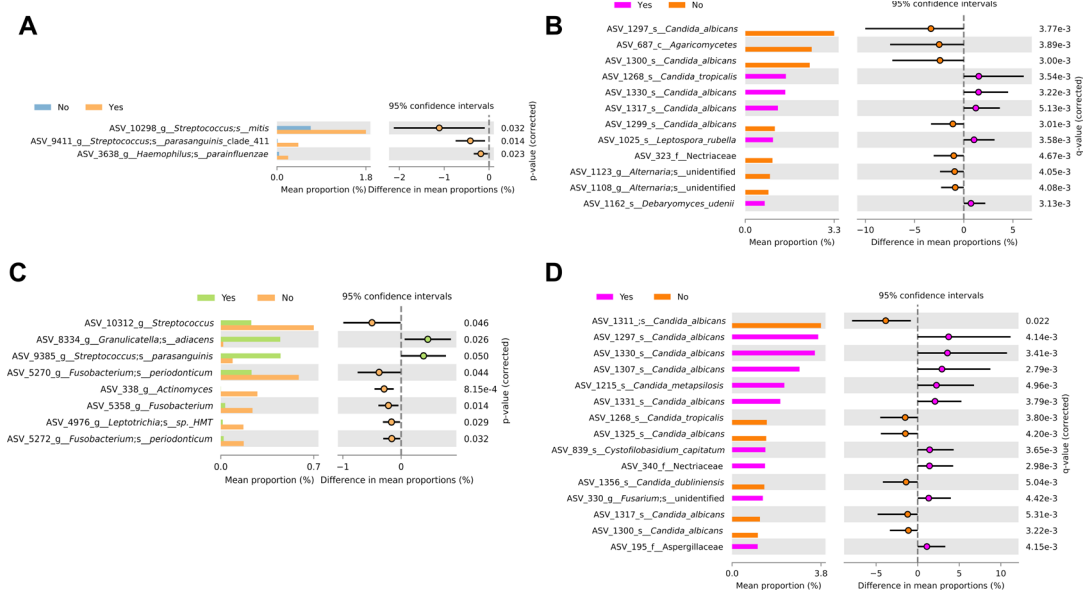 A
No Yes
95% confidence intervals
ASV_10298_g__Streptococcus;s__mitis 0.032
ASV_9411_g__Streptococcus;s__parasanguinis_clade_411 0.014
ASV_3638_g__Haemophilus;s__parainfluenzae 0.023
p-value (corrected)
0.0 1.8 −2 −1 0
Mean proportion (%) Difference in mean proportions (%)
B
Yes No
95% confidence intervals
ASV_1297_s__Candida_albicans 3.77e-3
ASV_687_c__Agaricomycetes 3.89e-3
ASV_1300_s__Candida_albicans 3.00e-3
ASV_1268_s__Candida_tropicalis 3.54e-3
ASV_1330_s__Candida_albicans 3.22e-3
ASV_1317_s__Candida_albicans 5.13e-3
ASV_1299_s__Candida_albicans 3.01e-3
ASV_1025_s__Leptospora_rubella 3.58e-3
ASV_323_f__Nectriaceae 4.67e-3
ASV_1123_g__Alternaria;s__unidentified 4.05e-3
ASV_1108_g__Alternaria;s__unidentified 4.08e-3
ASV_1162_s__Debaryomyces_udenii 3.13e-3
q-value (corrected)
0.0 3.3 −10 −5 0 5
Mean proportion (%) Difference in mean proportions (%)
C
Yes No
95% confidence intervals
ASV_10312_g__Streptococcus 0.046
ASV_8334_g__Granulicatella;s__adiacens 0.026
ASV_9385_g__Streptococcus;s__parasanguinis 0.050
ASV_5270_g__Fusobacterium;s__periodonticum 0.044
ASV_338_g__Actinomyces 8.15e-4
ASV_5358_g__Fusobacterium 0.014
ASV_4976_g__Leptotrichia;s__sp._HMT 0.029
ASV_5272_g__Fusobacterium;s__periodonticum 0.032
p-value (corrected)
0.0 0.7 −1 0
Mean proportion (%) Difference in mean proportions (%)
D
Yes No
95% confidence intervals
ASV_1311_;s__Candida_albicans 0.022
ASV_1297_s__Candida_albicans 4.14e-3
ASV_1330_s__Candida_albicans 3.41e-3
ASV_1307_s__Candida_albicans 2.79e-3
ASV_1215_s__Candida_metapsilosis 4.96e-3
ASV_1331_s__Candida_albicans 3.79e-3
ASV_1268_s__Candida_tropicalis 3.80e-3
ASV_1325_s__Candida_albicans 4.20e-3
ASV_839_s__Cystofilobasidium_capitatum 3.65e-3
ASV_340_f__Nectriaceae 2.98e-3
ASV_1356_s__Candida_dubliniensis 5.04e-3
ASV_330_g__Fusarium;s__unidentified 4.42e-3
ASV_1317_s__Candida_albicans 5.31e-3
ASV_1300_s__Candida_albicans 3.22e-3
ASV_195_f__Aspergillaceae 4.15e-3
q-value (corrected)
0.0 3.8 −5 0 5 10
Mean proportion (%) Difference in mean proportions (%)